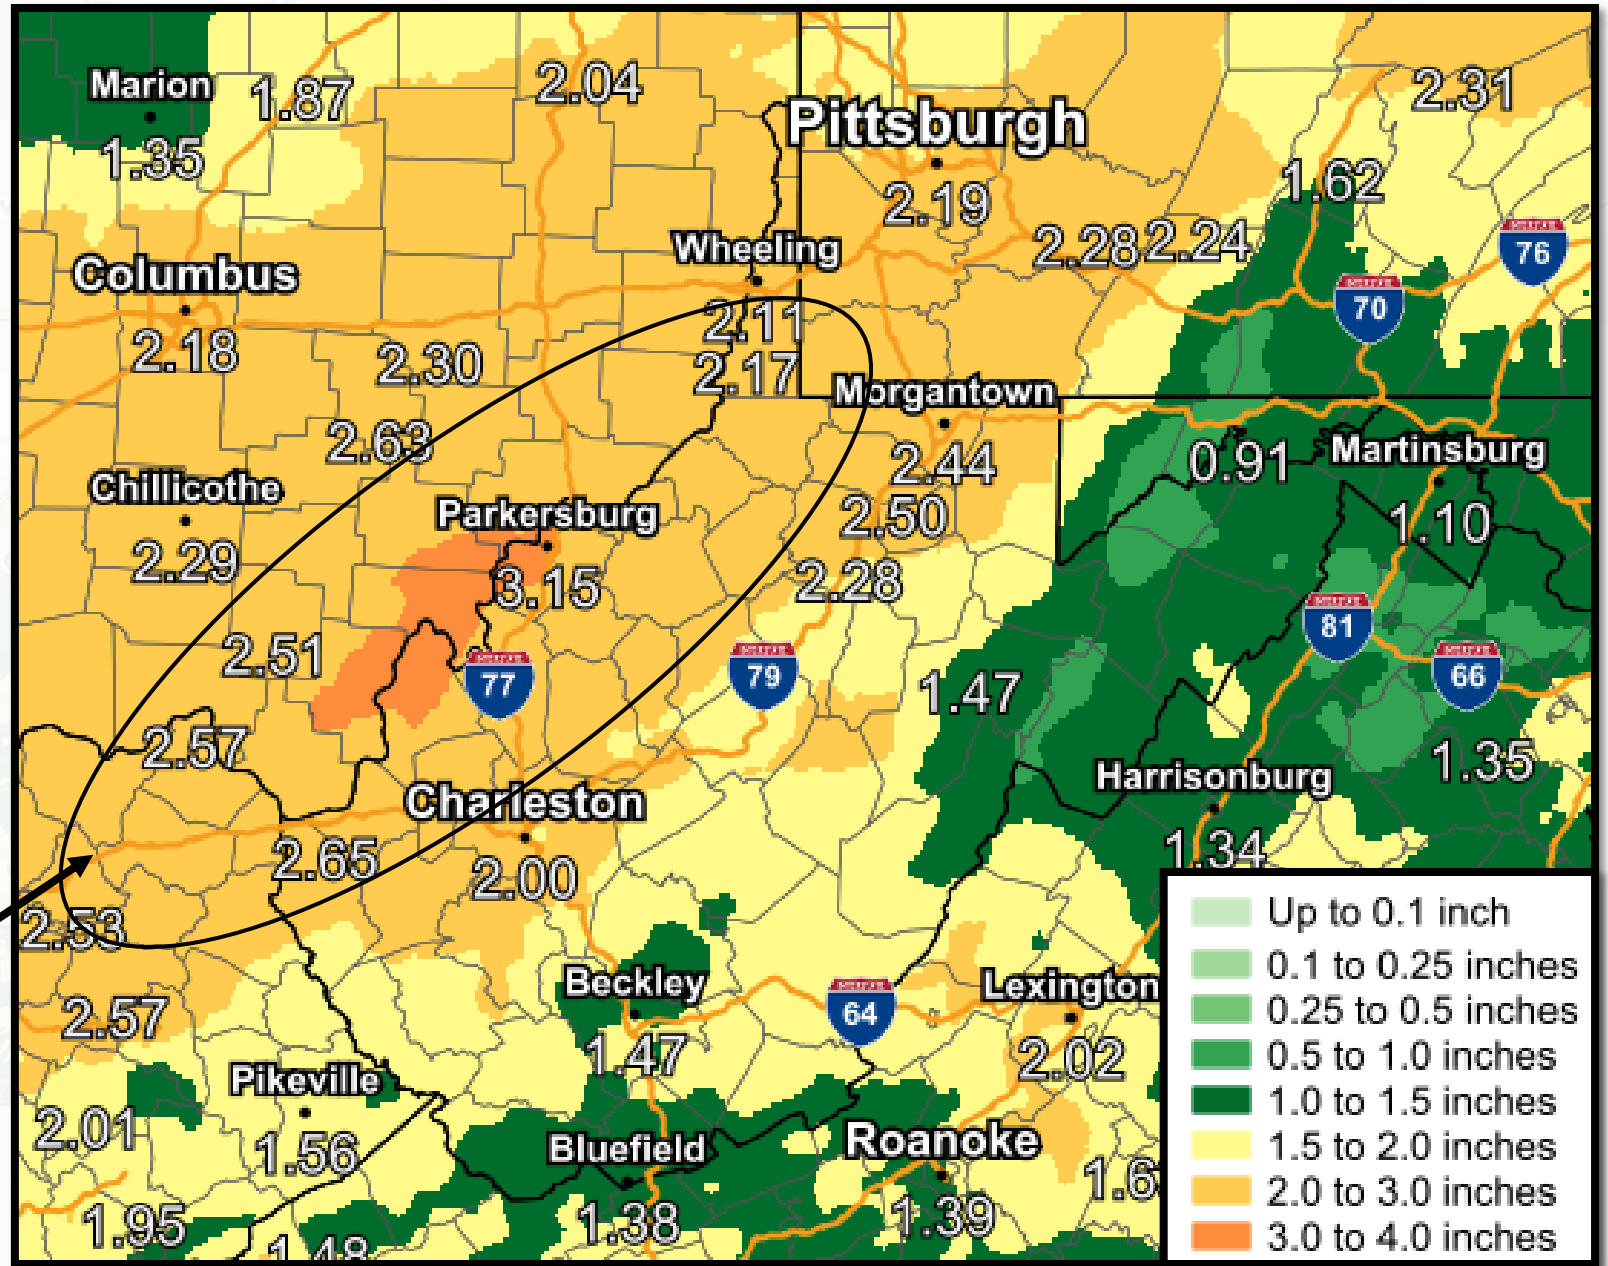 Marion
1.87
2.04
2.31
1.35
Pittsburgh
2.19
1.62
Wheeling
2.28
2.24
76
Columbus
70
2.11
2.18
2.30
2.17
Morgantown
2.63
2.44
0.91
Martinsburg
Chillicothe
Parkersburg
2.50
1.10
2.29
3.15
2.28
81
2.51
77
79
1.47
66
2.57
Harrisonburg
1.35
Charleston
2.65
2.00
1.34
2.53
Beckley
64
Lexington
2.57
1.47
2.02
Pikeville
2.01
1.56
Bluefield
Roanoke
1.6
1.95
1.38
1.39
1.48
Up to 0.1 inch
0.1 to 0.25 inches
0.25 to 0.5 inches
0.5 to 1.0 inches
1.0 to 1.5 inches
1.5 to 2.0 inches
2.0 to 3.0 inches
3.0 to 4.0 inches